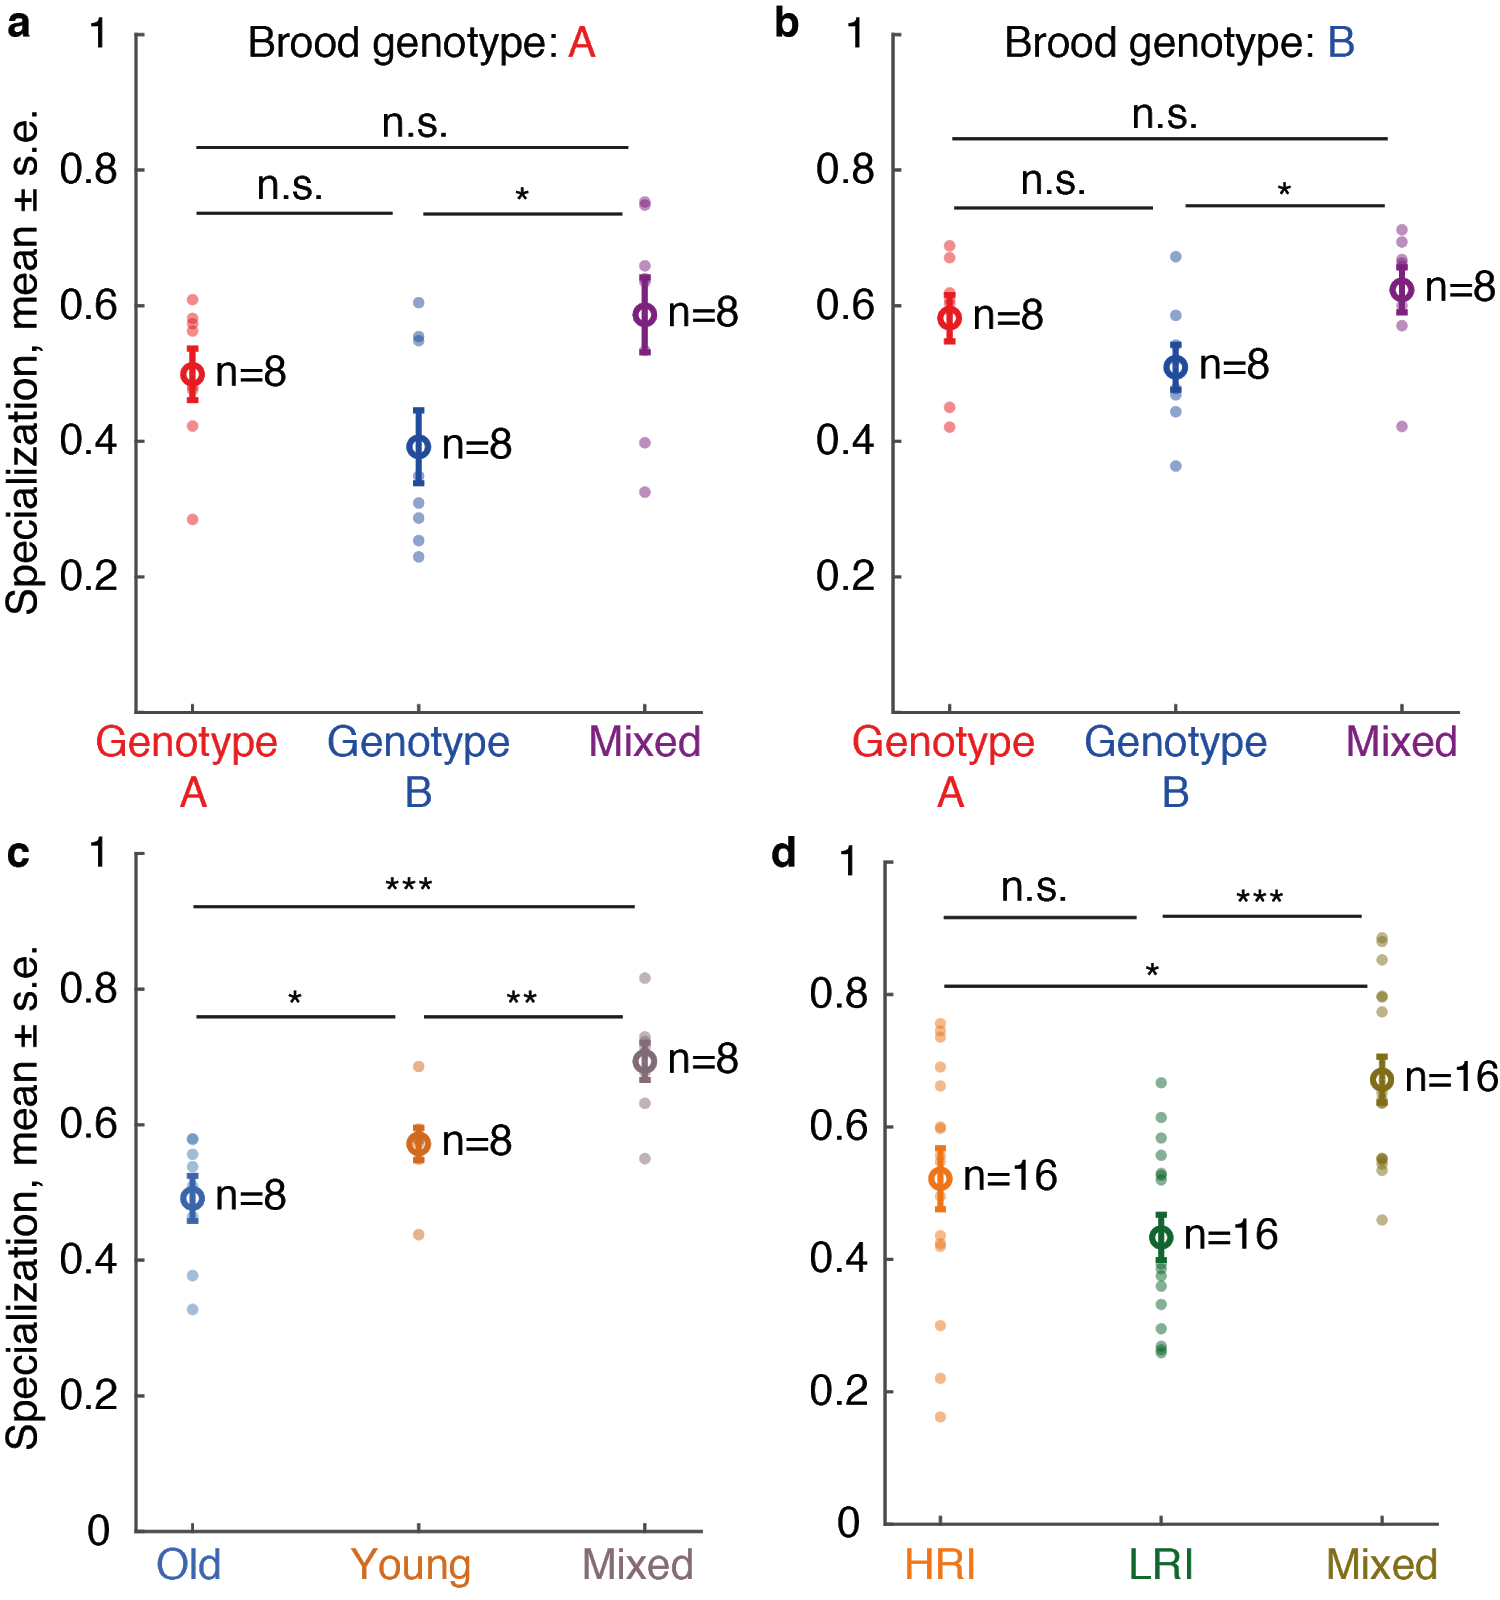 a
Brood genotype: A
Specialization, mean ± s.e.
1
0.8
0.6
0.4
0.2
n.s.
n.s.
*
n=8
n=8
n=8
Genotype
A
Genotype
B
Mixed
b
Brood genotype: B
1
0.8
0.6
0.4
0.2
n.s.
n.s.
*
n=8
n=8
n=8
Genotype
A
Genotype
B
Mixed
c
Specialization, mean ± s.e.
1
0.8
0.6
0.4
0.2
0
***
*
**
n=8
n=8
n=8
Old
Young
Mixed
d
1
0.8
0.6
0.4
0.2
0
n.s.
***
*
n=16
n=16
n=16
HRI
LRI
Mixed